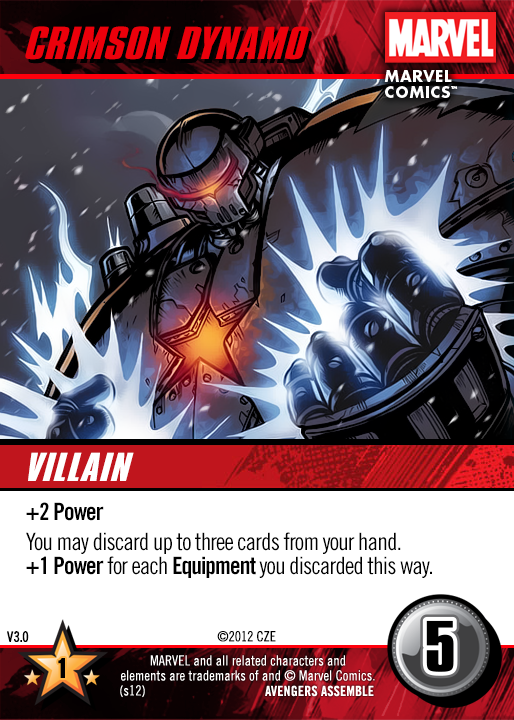 CRIMSON DYNAMO
MARVEL
MARVEL
COMICS™
VILLAIN
+2 Power
You may discard up to three cards from your hand.
+1 Power for each Equipment you discarded this way.
V3.0
©2012 CZE
1
5
MARVEL and all related characters and
elements are trademarks of and © Marvel Comics.
(s12) AVENGERS ASSEMBLE